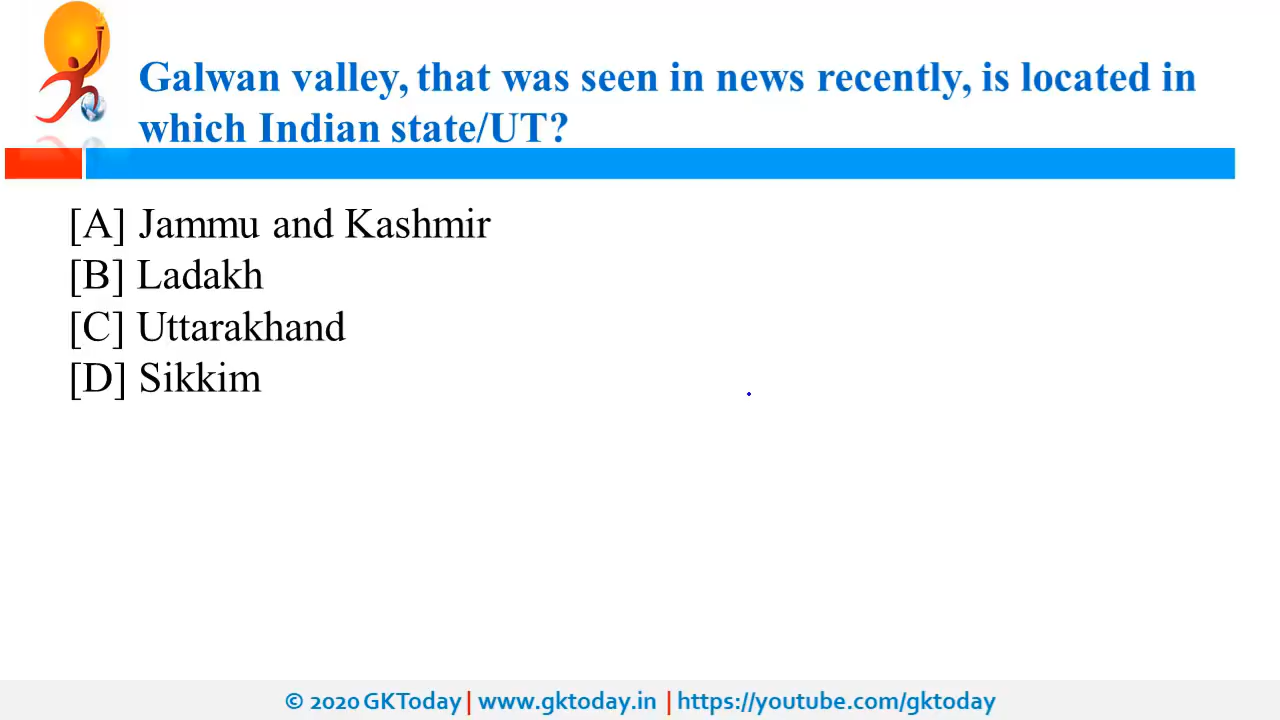 Galwan valley, that was seen in news recently, is located in
which Indian state/UT?
[A] Jammu and Kashmir
[B] Ladakh
[C] Uttarakhand
[D] Sikkim
© 2020 GKToday | www.gktoday.in | https://youtube.com/gktoday